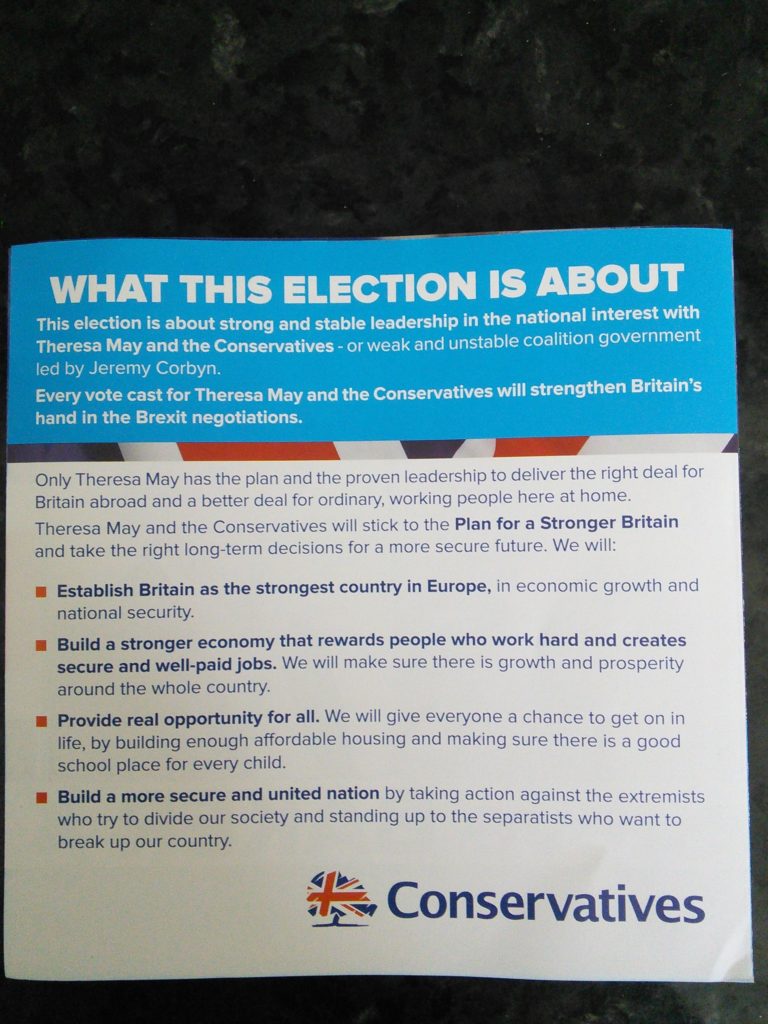 WHAT THIS ELECTION IS ABOUT
This election is about strong and stable leadership in the national interest with
Theresa May and the Conservatives - or weak and unstable coalition government
led by Jeremy Corbyn.
Every vote cast for Theresa May and the Conservatives will strengthen Britain's
hand in the Brexit negotiations.
Only Theresa May has the plan and the proven leadership to deliver the right deal for
Britain abroad and a better deal for ordinary, working people here at home.
Theresa May and the Conservatives will stick to the Plan for a Stronger Britain
and take the right long-term decisions for a more secure future. We will:
Establish Britain as the strongest country in Europe, in economic growth and
national security.
Build a stronger economy that rewards people who work hard and creates
secure and well-paid jobs. We will make sure there is growth and prosperity
around the whole country.
Provide real opportunity for all. We will give everyone a chance to get on in
life, by building enough affordable housing and making sure there is a good
school place for every child.
Build a more secure and united nation by taking action against the extremists
who try to divide our society and standing up to the separatists who want to
break up our country.
Conservatives